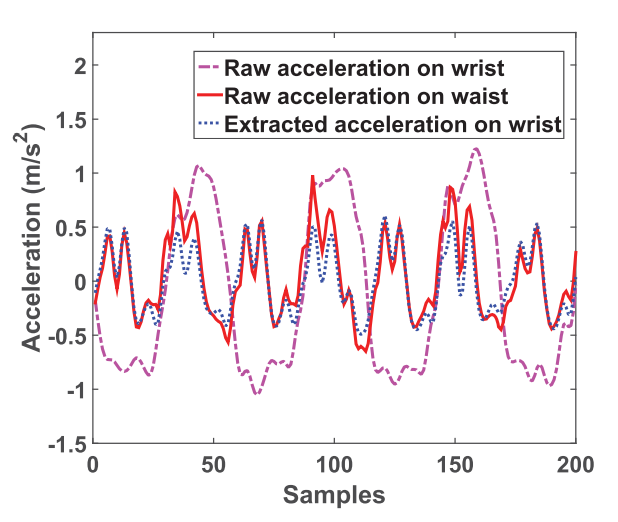 2
1.5
1
0.5
0
-0.5
-1
-1.5
Acceleration (m/s²)
Raw acceleration on wrist
Raw acceleration on waist
Extracted acceleration on wrist
0 50 100 150 200
Samples